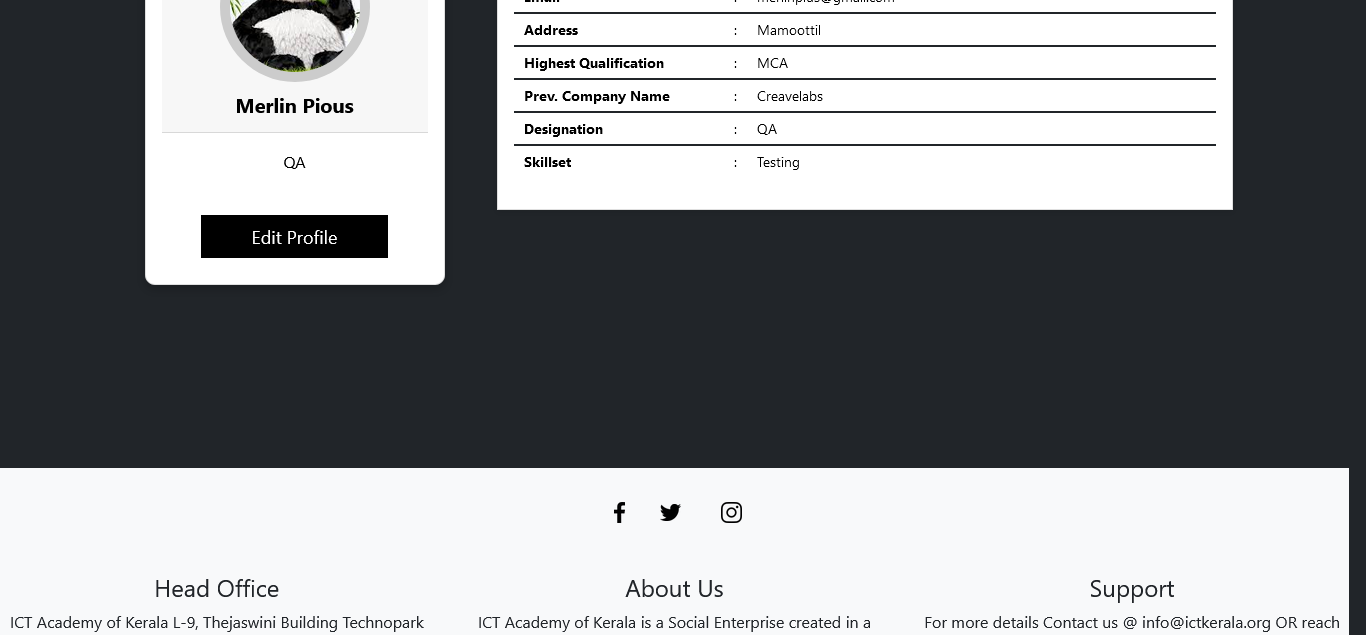 Email : 
Address : Mamoottil
Highest Qualification : MCA
Merlin Pious
Prev. Company Name : Creavelabs
Designation : QA
QA
Skillset : Testing
Edit Profile
Head Office
ICT Academy of Kerala L-9, Thejaswini Building Technopark
About Us
ICT Academy of Kerala is a Social Enterprise created in a
Support
For more details Contact us @ info@ictkerala.org OR reach